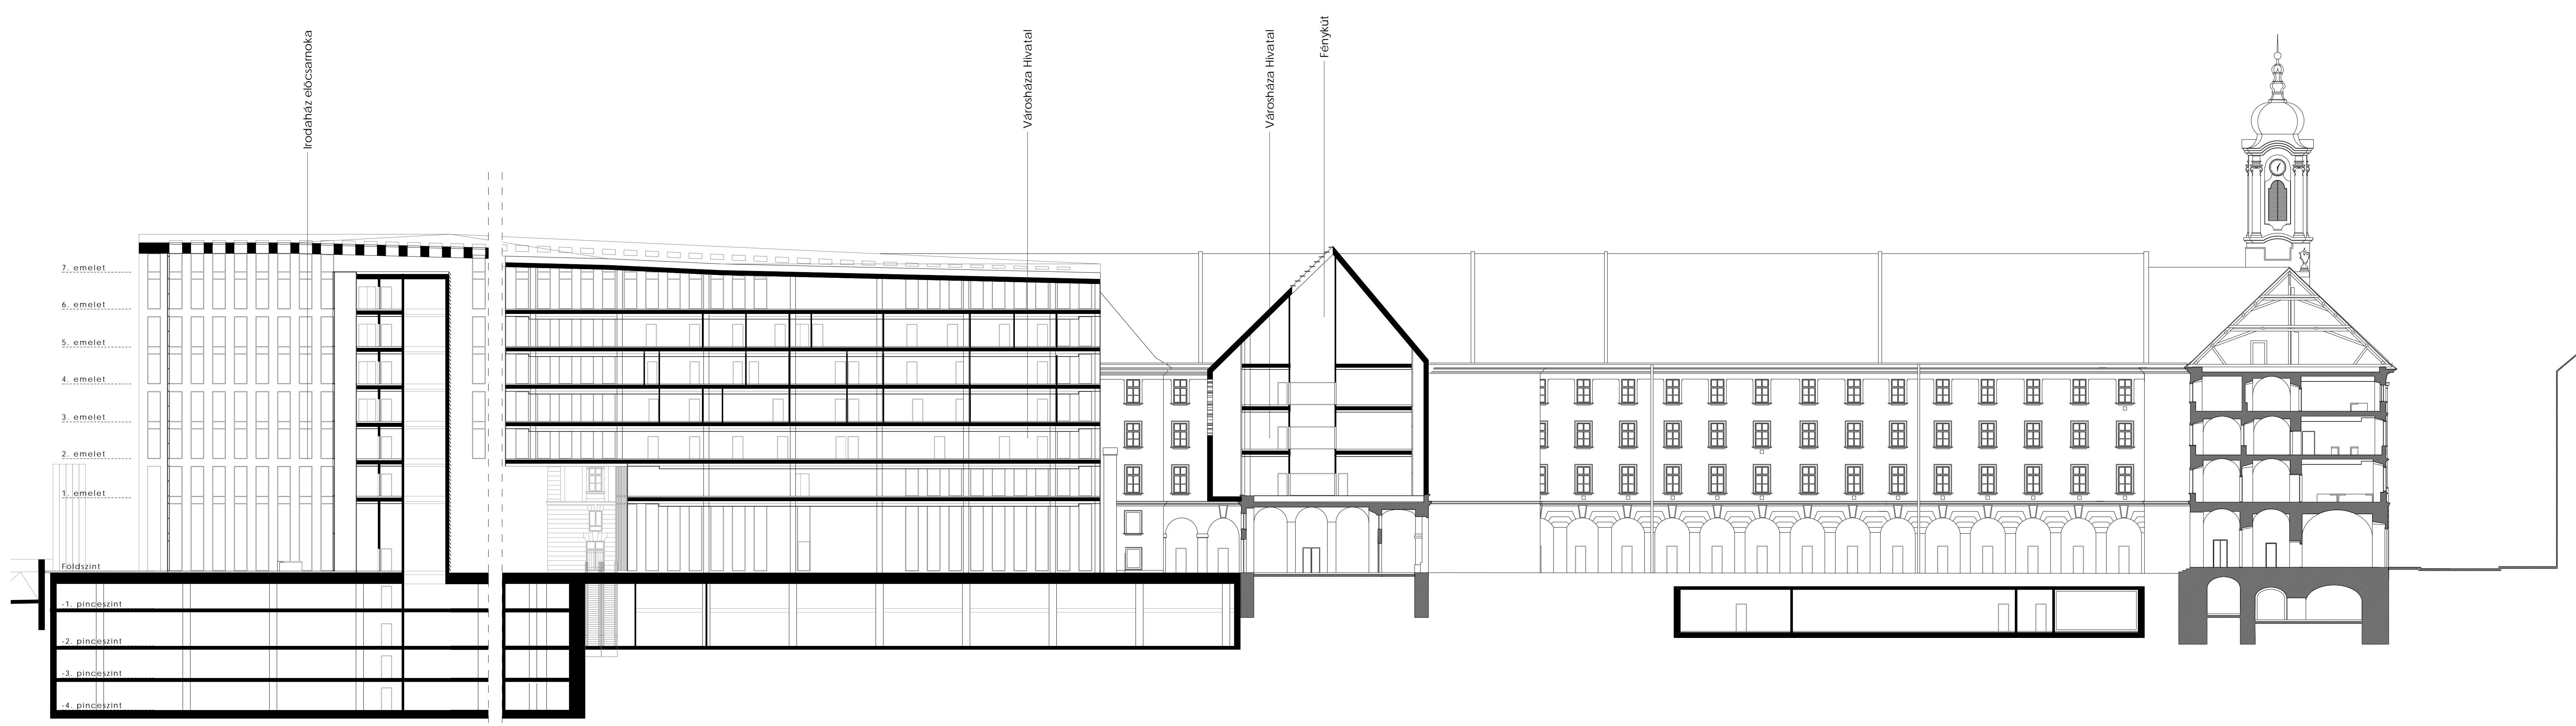 Irodaház előcsarnoka
Városháza Hivatal
Városháza Hivatal
Fénykút
7. emelet
6. emelet
5. emelet
4. emelet
3. emelet
2. emelet
1. emelet
Földszint
-1. pinceszint
-2. pinceszint
-3. pinceszint
-4. pinceszint